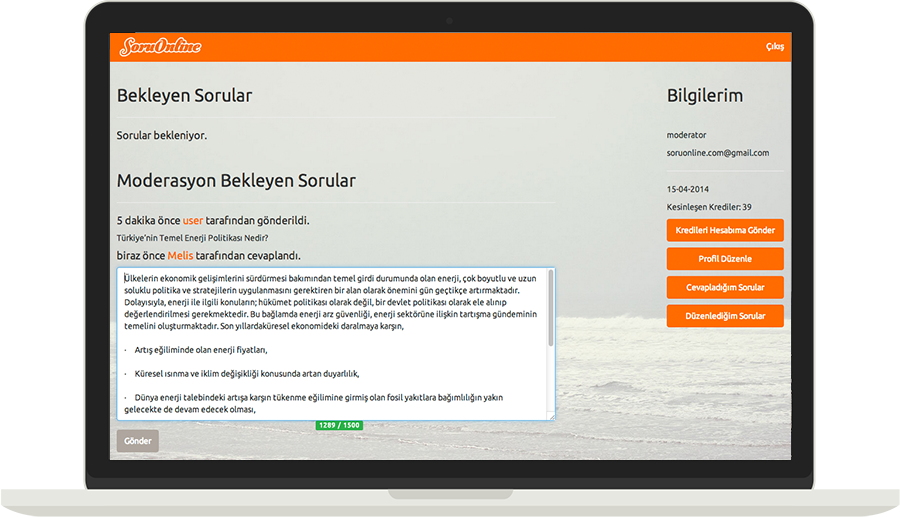 SoruOnline
Çıkış
Bekleyen Sorular
Sorular bekleniyor.
Moderasyon Bekleyen Sorular
5 dakika önce user tarafından gönderildi.
Türkiye'nin Temel Enerji Politikası Nedir?
biraz önce Melis tarafından cevaplandı.
Ülkelerin ekonomik gelişimlerini sürdürmesi bakımından temel girdi durumunda olan enerji, çok boyutlu ve uzun
soluklu politika ve stratejilerin uygulanmasını gerektiren bir alan olarak önemini gün geçtikçe artırmaktadır.
Dolayısıyla, enerji ile ilgili konuların; hükümet politikası olarak değil, bir devlet politikası olarak ele alınıp
değerlendirilmesi gerekmektedir. Bu bağlamda enerji arz güvenliği, enerji sektörüne ilişkin tartışma gündeminin
temelini oluşturmaktadır. Son yıllardaküresel ekonomideki daralmaya karşın,
· Artış eğiliminde olan enerji fiyatları,
· Küresel ısınma ve iklim değişikliği konusunda artan duyarlılık,
· Dünya enerji talebindeki artışa karşın tükenme eğilimine girmiş olan fosil yakıtlara bağımlılığın yakın
gelecekte de devam edecek olması,
1289 / 1500
Gönder
Bilgilerim
moderator
soruonline.com@gmail.com
15-04-2014
Kesinleşen Krediler: 39
Kredileri Hesabıma Gönder
Profil Düzenle
Cevapladığım Sorular
Düzenlediğim Sorular